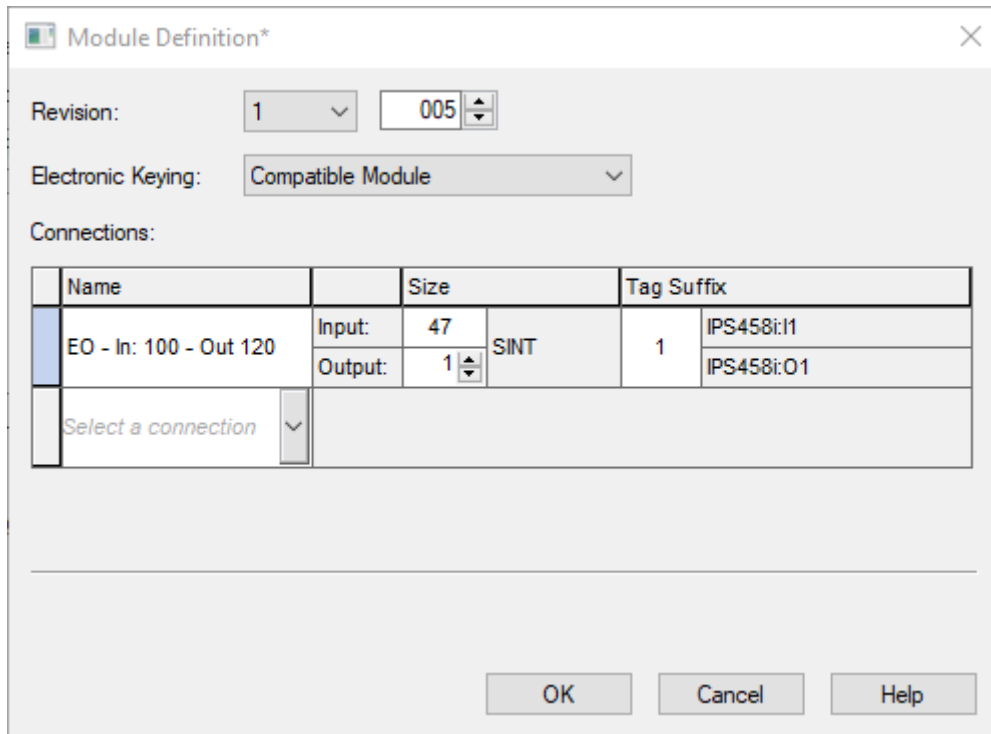 Module Definition*
Revision: 1 005
Electronic Keying: Compatible Module
Connections:
Name Size Tag Suffix
EO - In: 100 - Out 120 Input: 47 SINT 1 IPS458i:I1
Output: 1 IPS458i:O1
Select a connection
OK Cancel Help